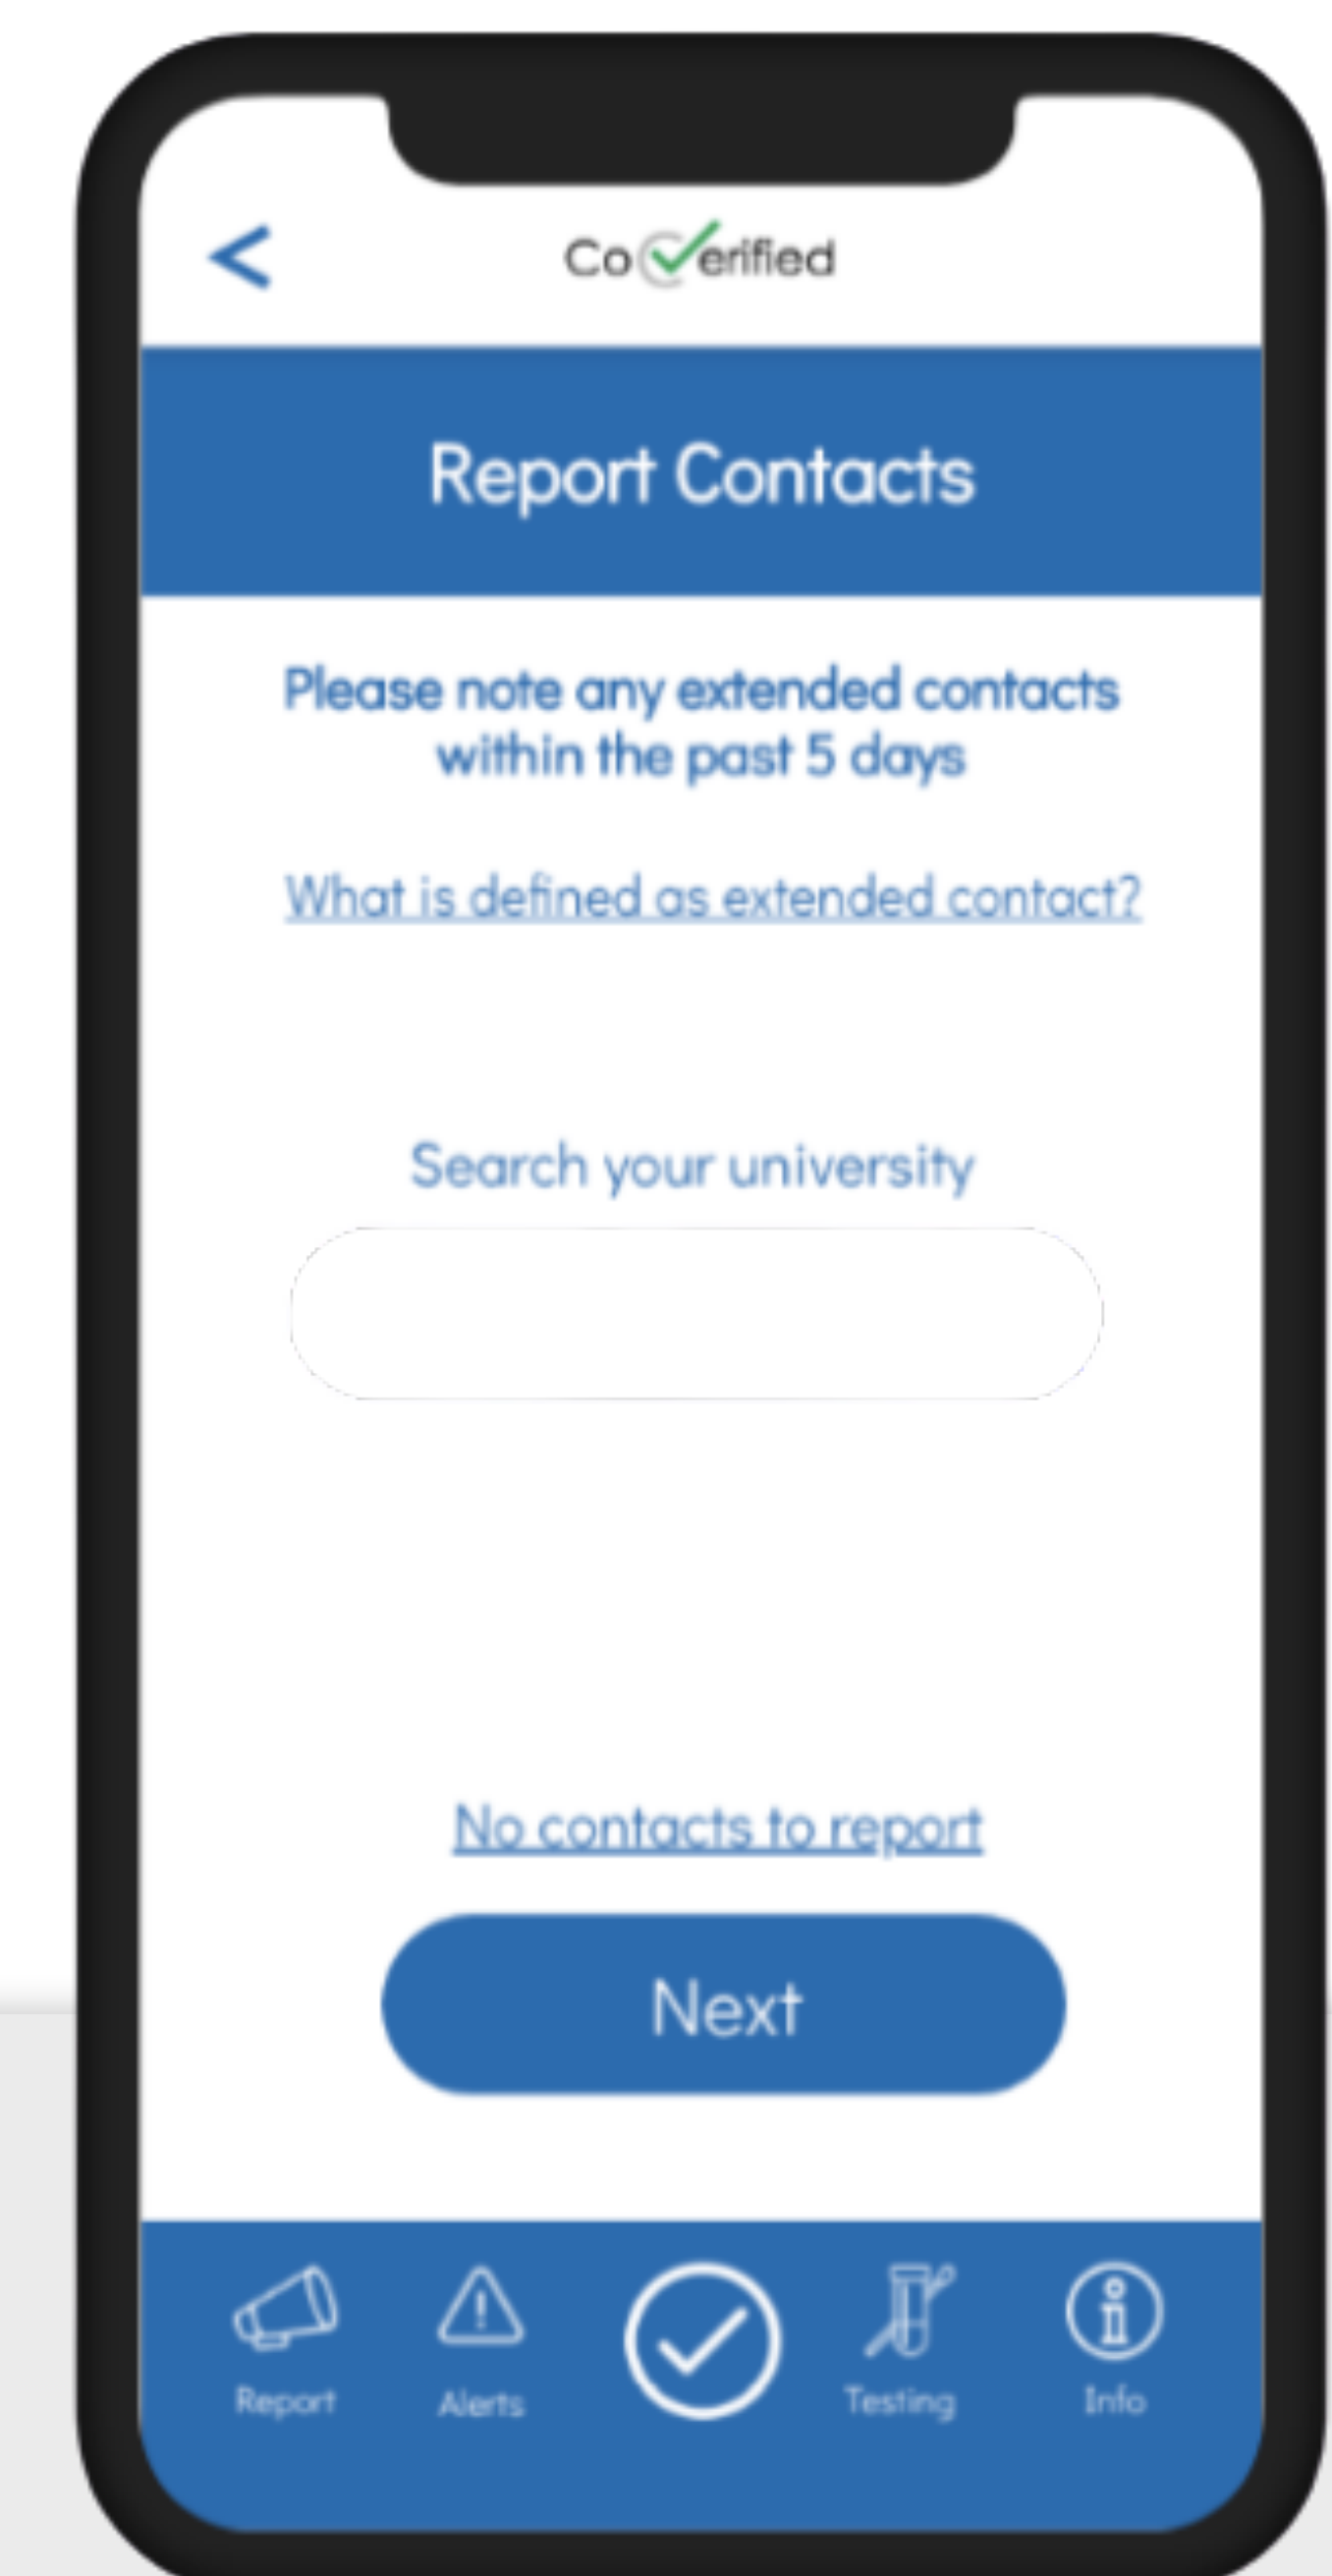 <
CoVerified
Report Contacts
Please note any extended contacts
within the past 5 days
What is defined as extended contact?
Search your university
No contacts to report
Next
Report Alerts Testing Info